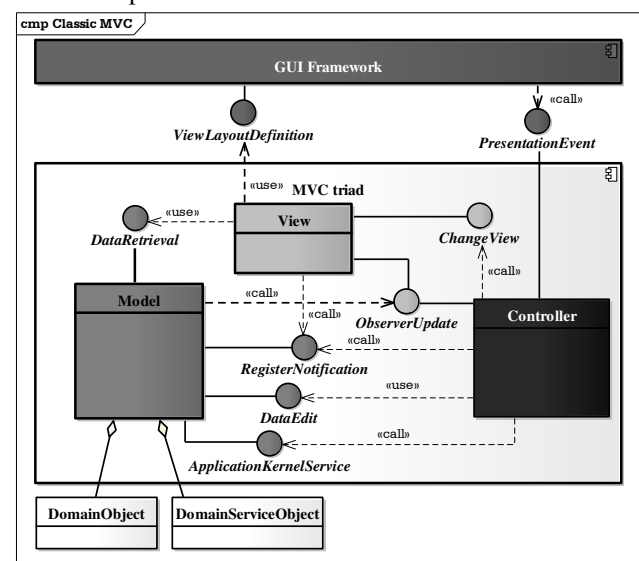 cmp Classic MVC
GUI Framework
«call»
ViewLayoutDefinition
PresentationEvent
«use»
MVC triad
«use»
View
DataRetrieval
ChangeView
«call»
Model
«call»
Controller
«call»
ObserverUpdate
«call»
RegisterNotification
«use»
DataEdit
«call»
ApplicationKernelService
DomainObject
DomainServiceObject